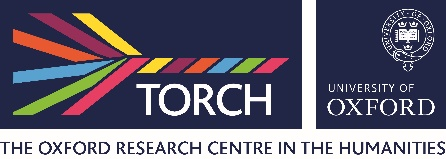 TORCH
UNIVERSITY OF
OXFORD
THE OXFORD RESEARCH CENTRE IN THE HUMANITIES